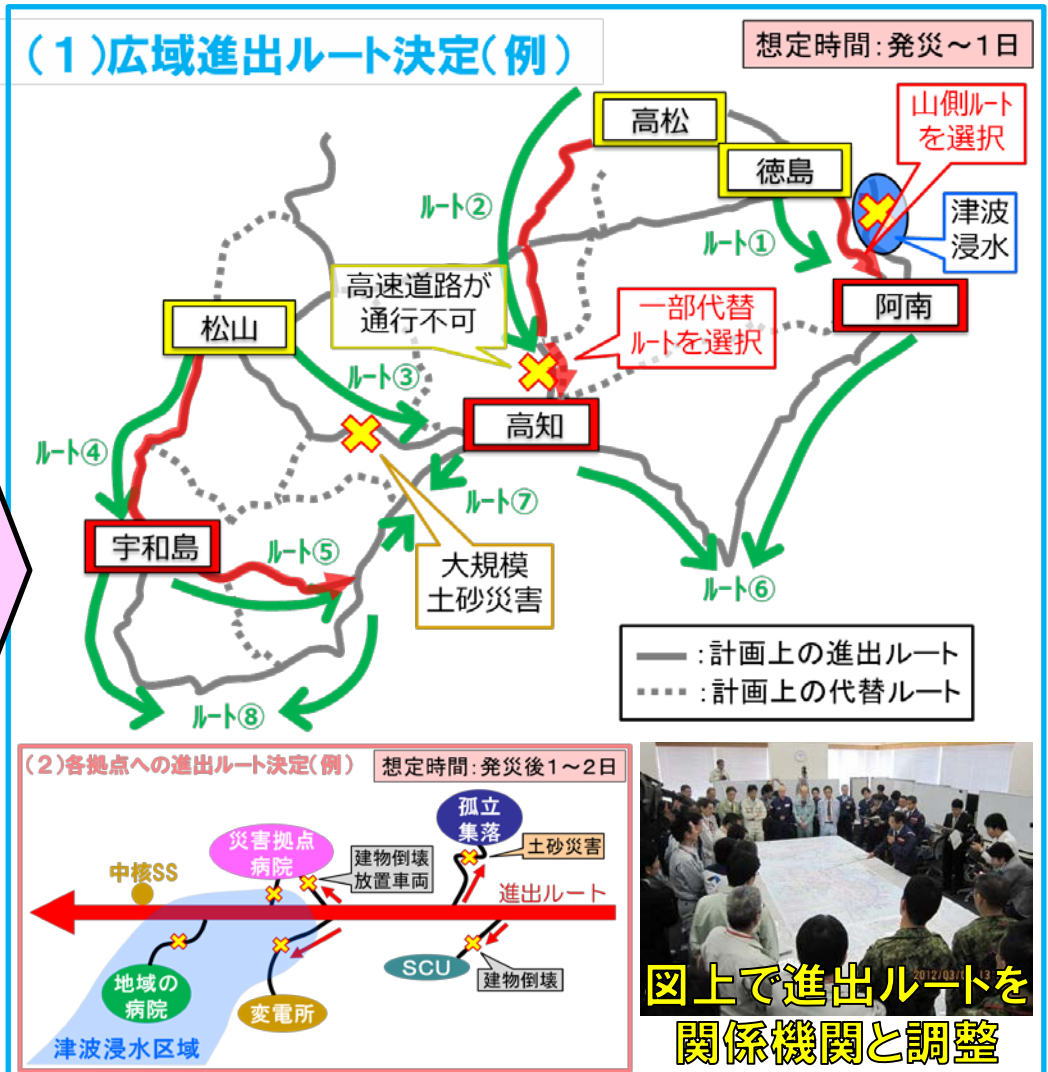 (1)広域進出ルート決定(例)
想定時間:発災~1日
高松
徳島
山側ルート
を選択
津波
浸水
ルート②
ルート①
高速道路が
通行不可
阿南
松山
一部代替
ルートを選択
ルート③
高知
ルート④
ルート⑦
宇和島
ルート⑤
大規模
土砂災害
ルート⑥
ルート⑧
:計画上の進出ルート
:計画上の代替ルート
(2)各拠点への進出ルート決定(例)
想定時間:発災後1~2日
孤立
集落
災害拠点
病院
土砂災害
建物倒壊
放置車両
中核SS
進出ルート
地域の
病院
変電所
SCU
建物倒壊
津波浸水区域
図上で進出ルートを
関係機関と調整